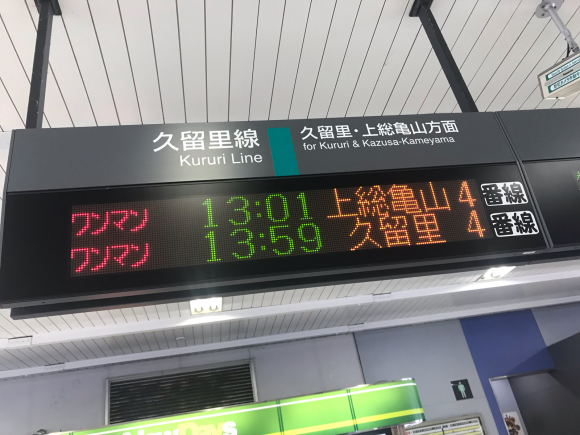 久留里線
Kururi Line
久留里・上総亀山方面
for Kururi & Kazusa-Kameyama
ワンマン 13:01 上総亀山 4 番線
ワンマン 13:59 久留里 4 番線
NewDays